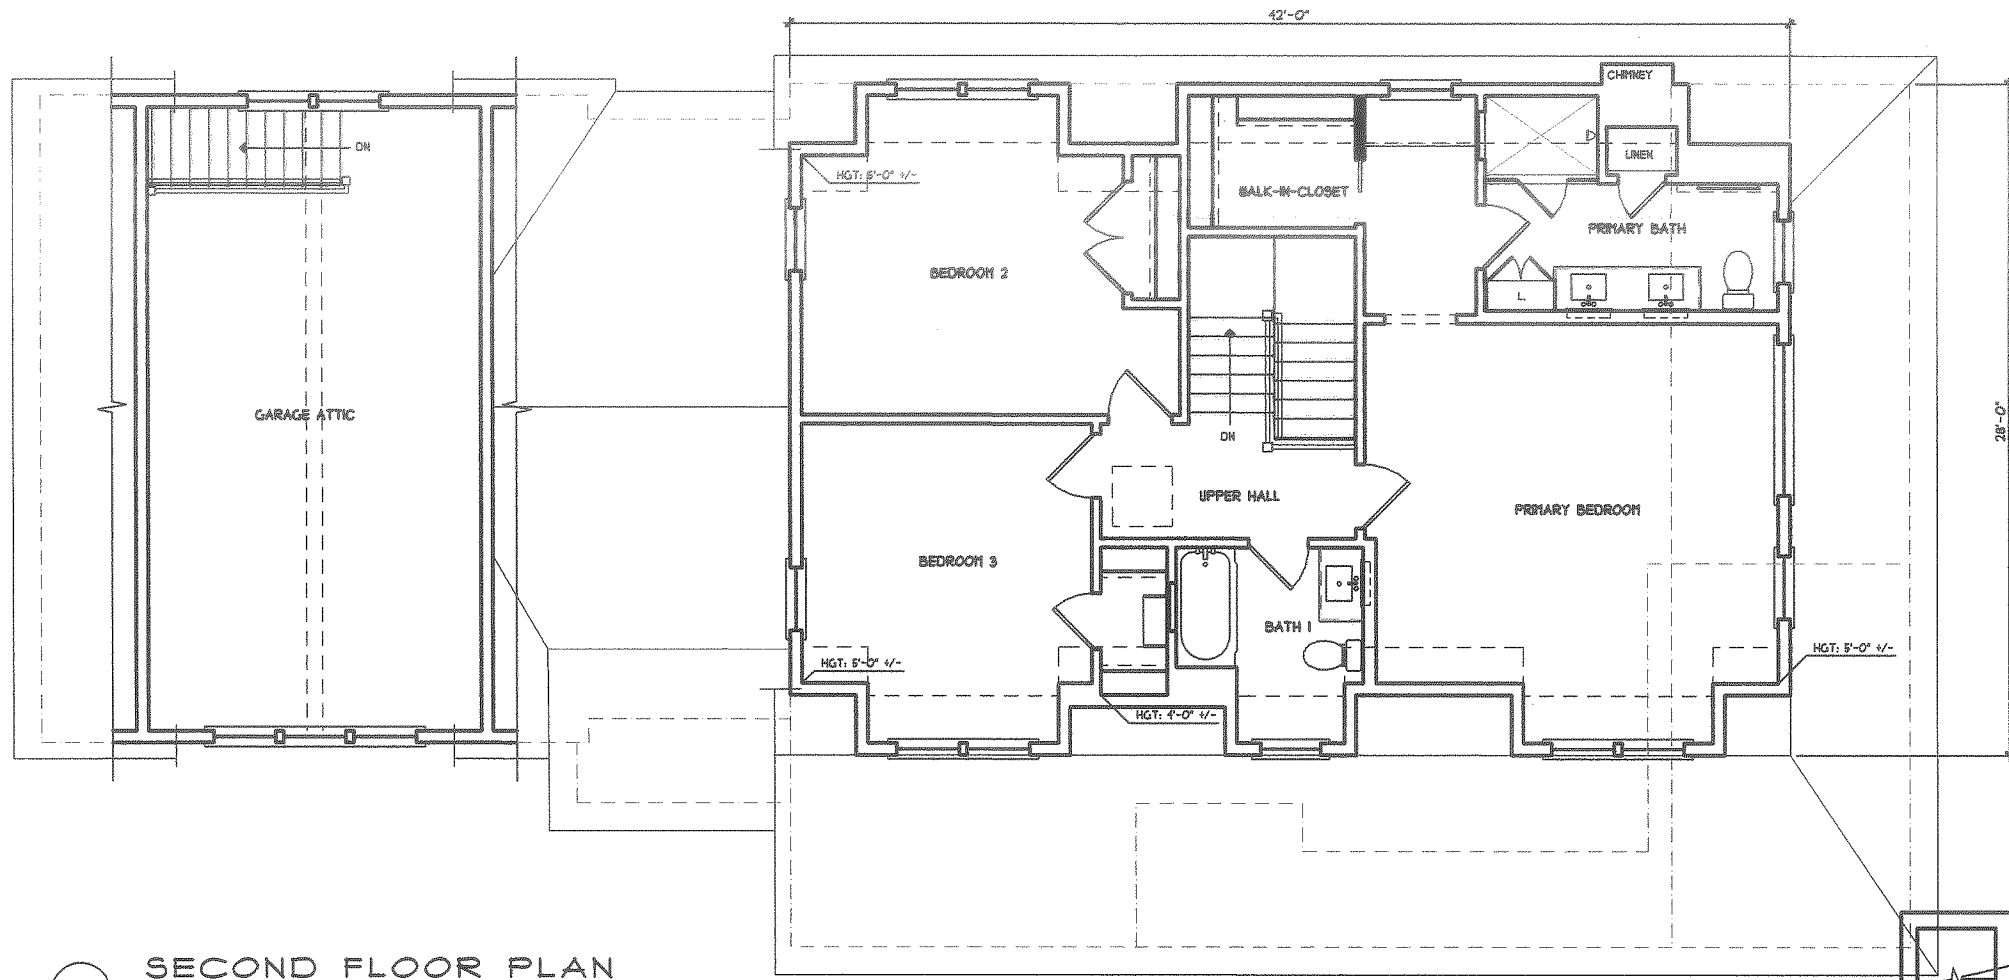 42'-0"
CHIMNEY
DN
LINEN
HGT: 5'-0" +/-
WALK-IN-CLOSET
PRIMARY BATH
BEDROOM 2
L.
GARAGE ATTIC
28'-0"
DN
UPPER HALL
PRIMARY BEDROOM
BEDROOM 3
BATH 1
HGT: 5'-0" +/-
HGT: 5'-0" +/-
HGT: 4'-0" +/-
SECOND FLOOR PLAN